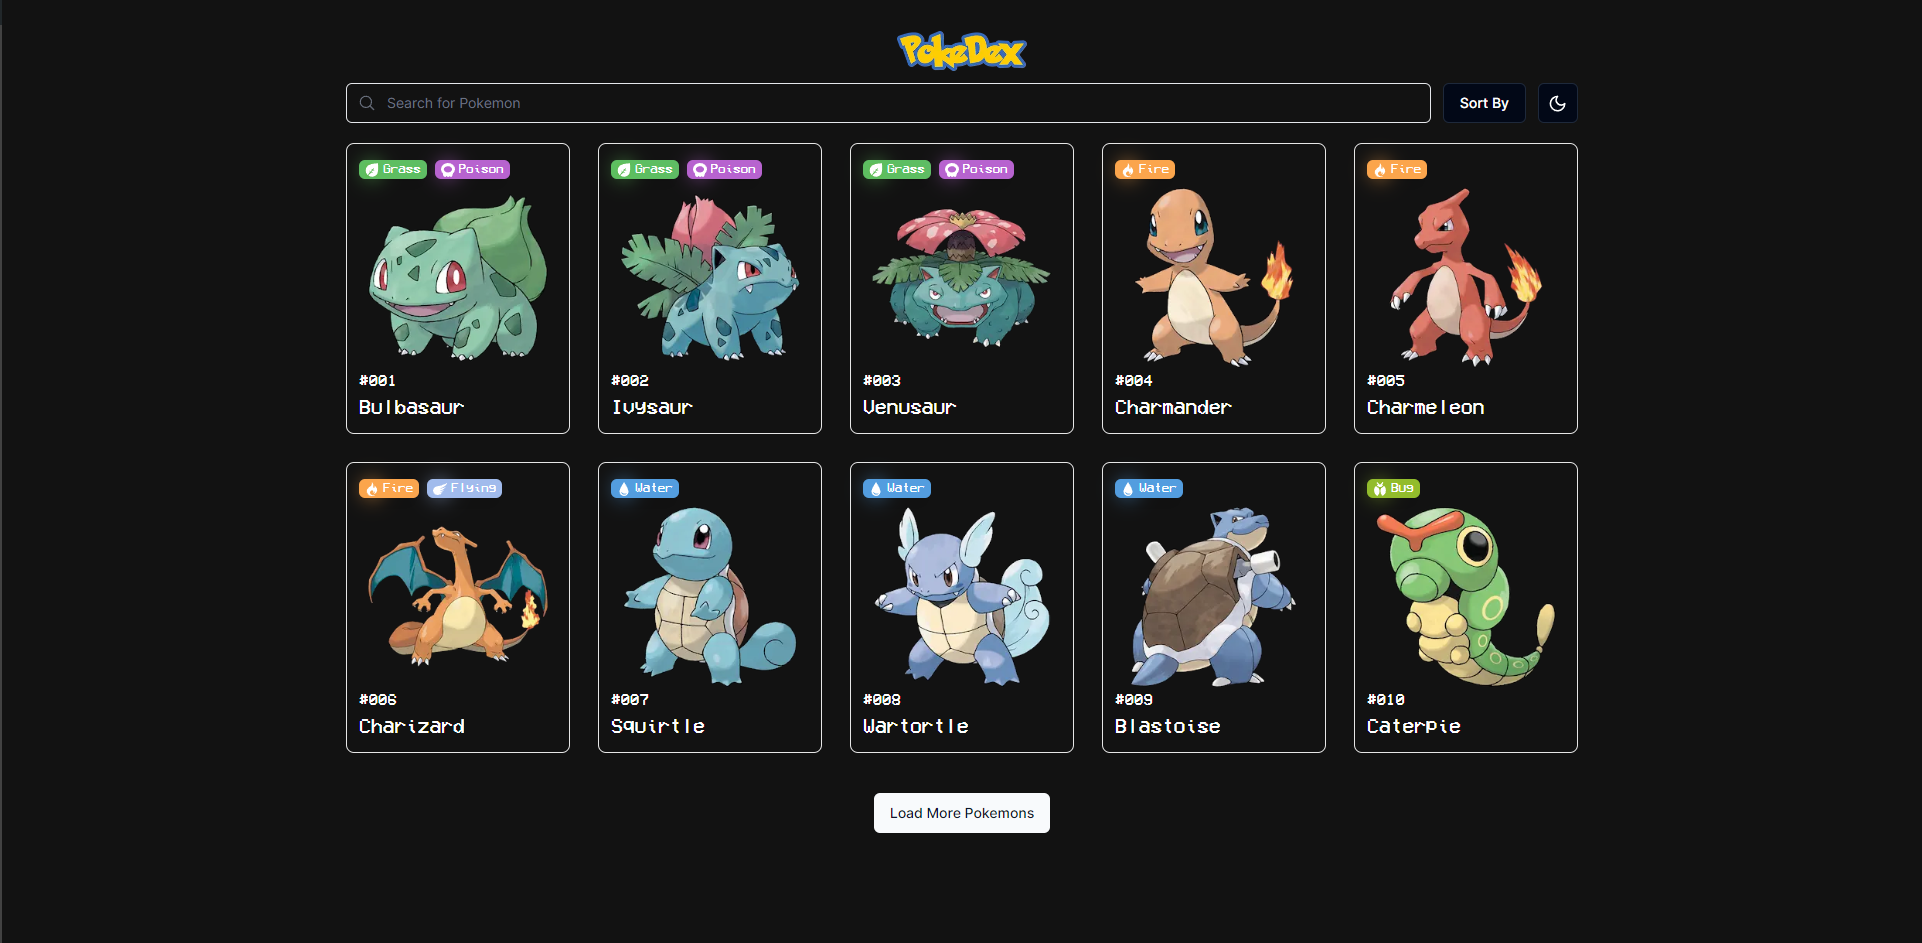 PokeDex
Search for Pokemon
Sort By
Grass Poison
#001
Bulbasaur
Grass Poison
#002
Ivysaur
Grass Poison
#003
Venusaur
Fire
#004
Charmander
Fire
#005
Charmeleon
Fire Flying
#006
Charizard
Water
#007
Squirtle
Water
#008
Wartortle
Water
#009
Blastoise
Bug
#010
Caterpie
Load More Pokemons